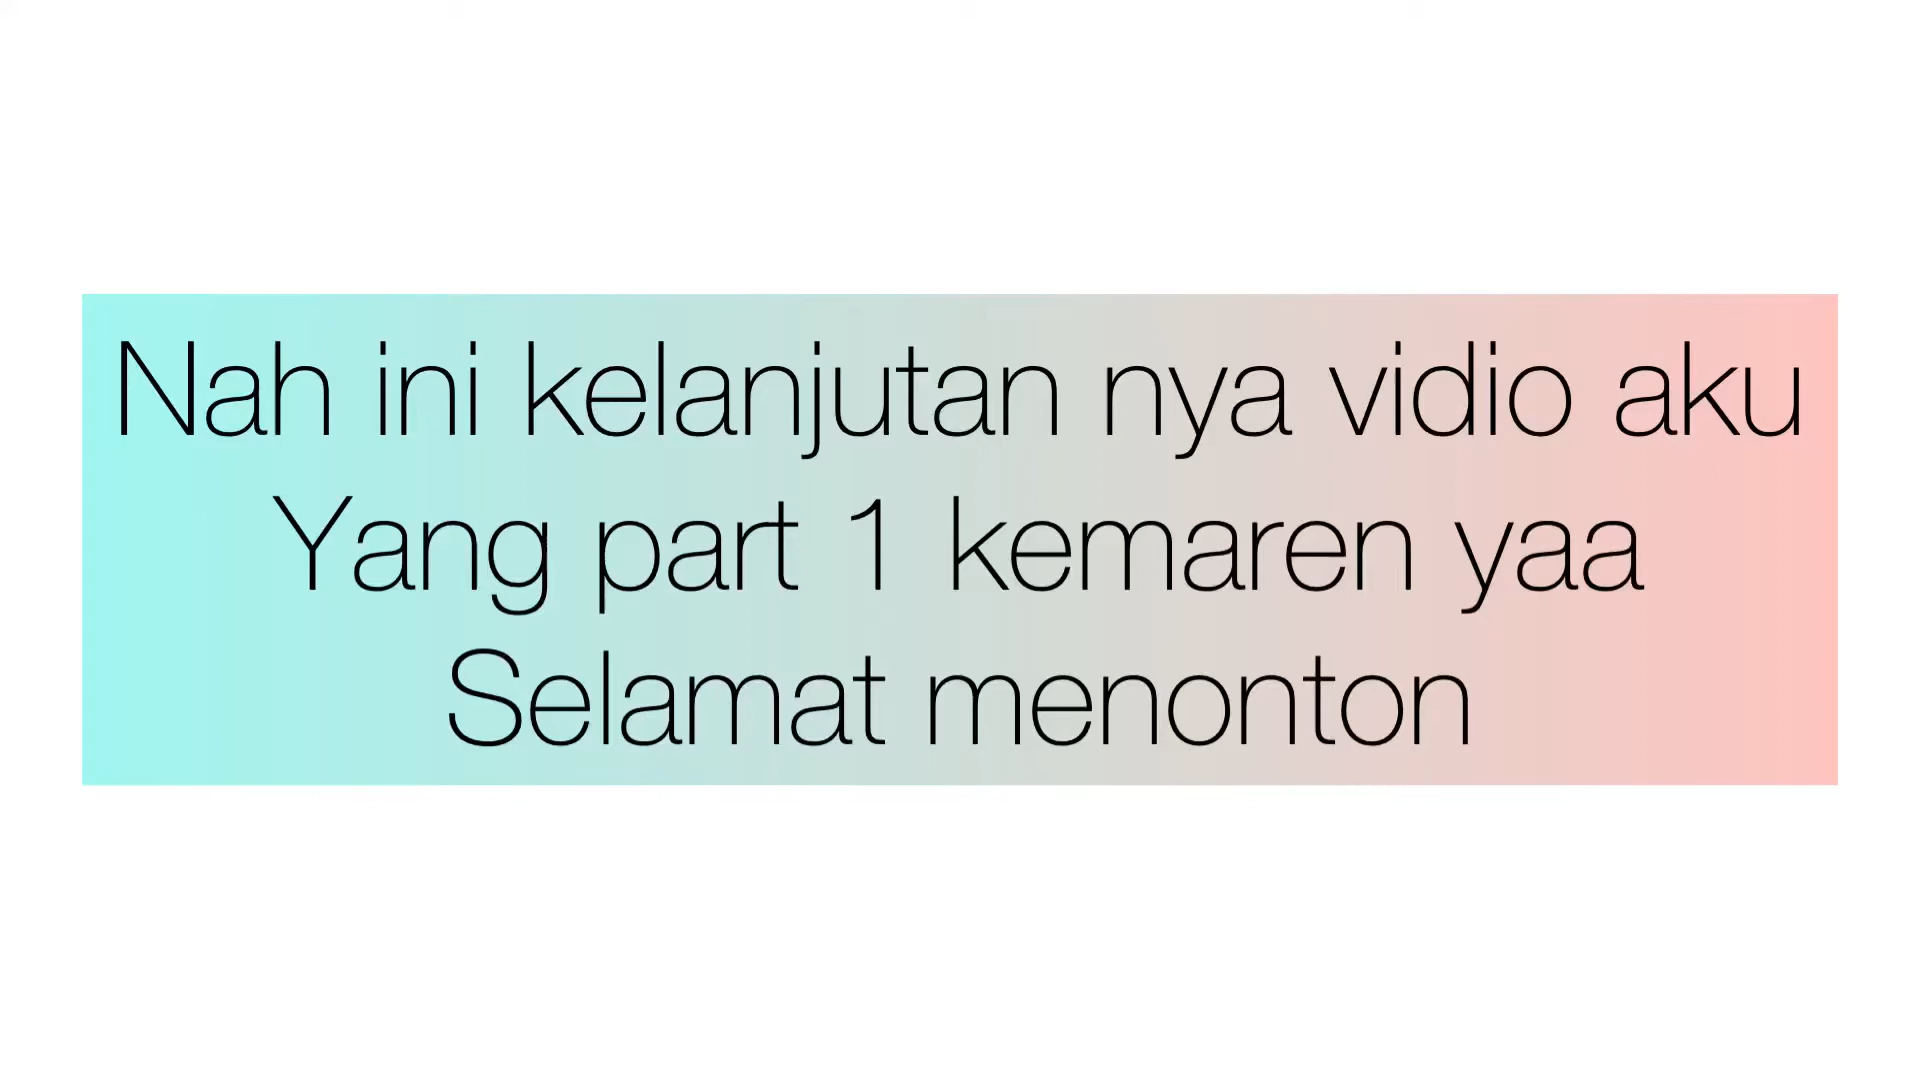 Nah ini kelanjutan nya vidio aku
Yang part 1 kemaren yaa
Selamat menonton